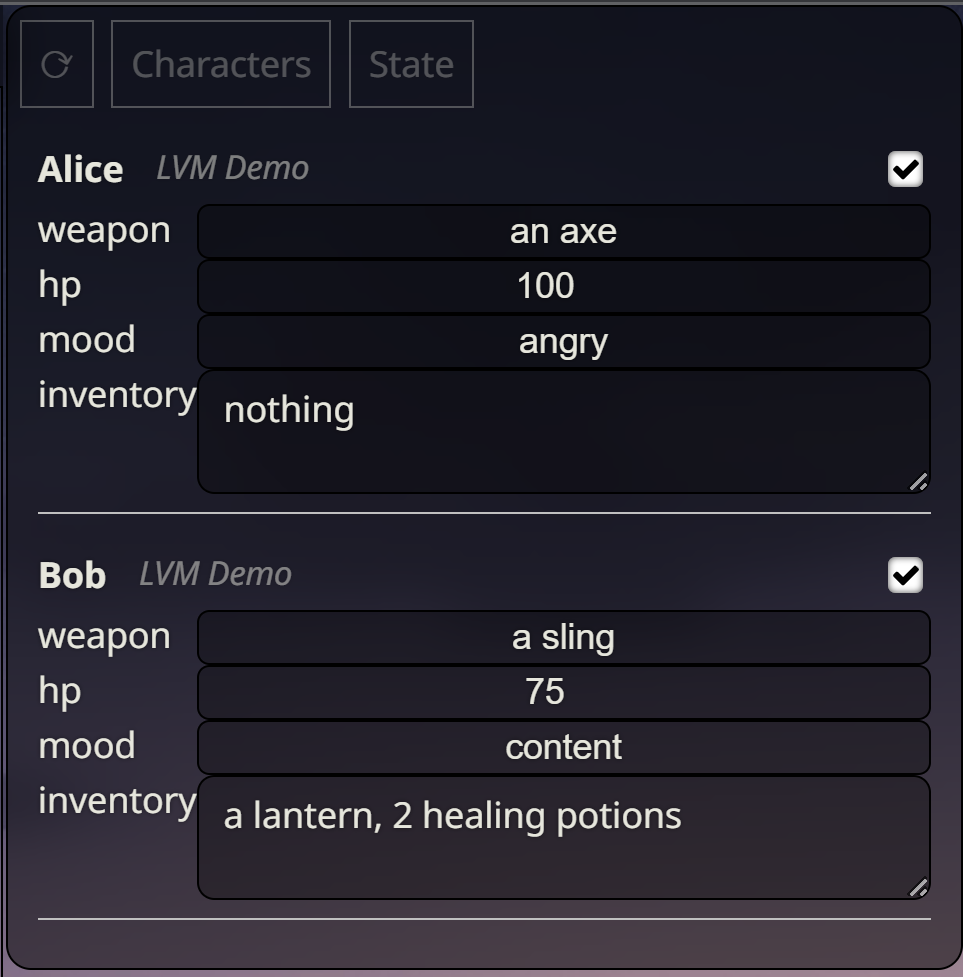 ⟳ Characters State
Alice LVM Demo
weapon an axe
hp 100
mood angry
inventory nothing
Bob LVM Demo
weapon a sling
hp 75
mood content
inventory a lantern, 2 healing potions